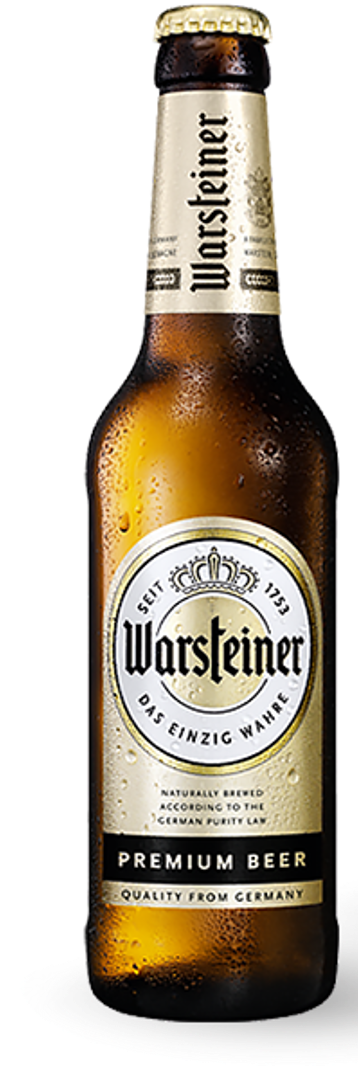 Warsteiner
SEIT 1753
Warsteiner
DAS EINZIG WAHRE
NATURALLY BREWED
ACCORDING TO THE
GERMAN PURITY LAW
PREMIUM BEER
QUALITY FROM GERMANY